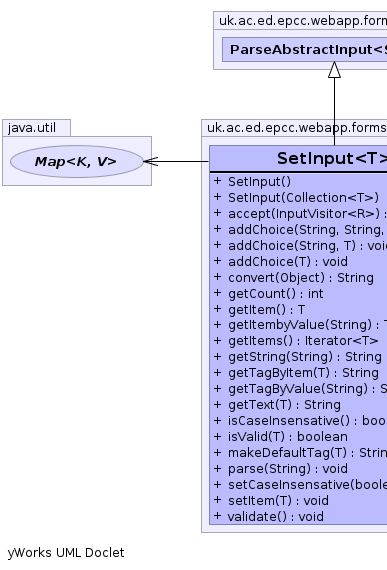 uk.ac.ed.epcc.webapp.form
ParseAbstractInput<S
java.util
Map<K, V>
uk.ac.ed.epcc.webapp.forms
SetInput<T>
+ SetInput()
+ SetInput(Collection<T>)
+ accept(InputVisitor<R>) :
+ addChoice(String, String,
+ addChoice(String, T) : void
+ addChoice(T) : void
+ convert(Object) : String
+ getCount() : int
+ getItem() : T
+ getItembyValue(String) : T
+ getItems() : Iterator<T>
+ getString(String) : String
+ getTagByItem(T) : String
+ getTagByValue(String) : S
+ getText(T) : String
+ isCaseInsensative() : boo
+ isValid(T) : boolean
+ makeDefaultTag(T) : Strin
+ parse(String) : void
+ setCaseInsensative(boole
+ setItem(T) : void
+ validate() : void
yWorks UML Doclet